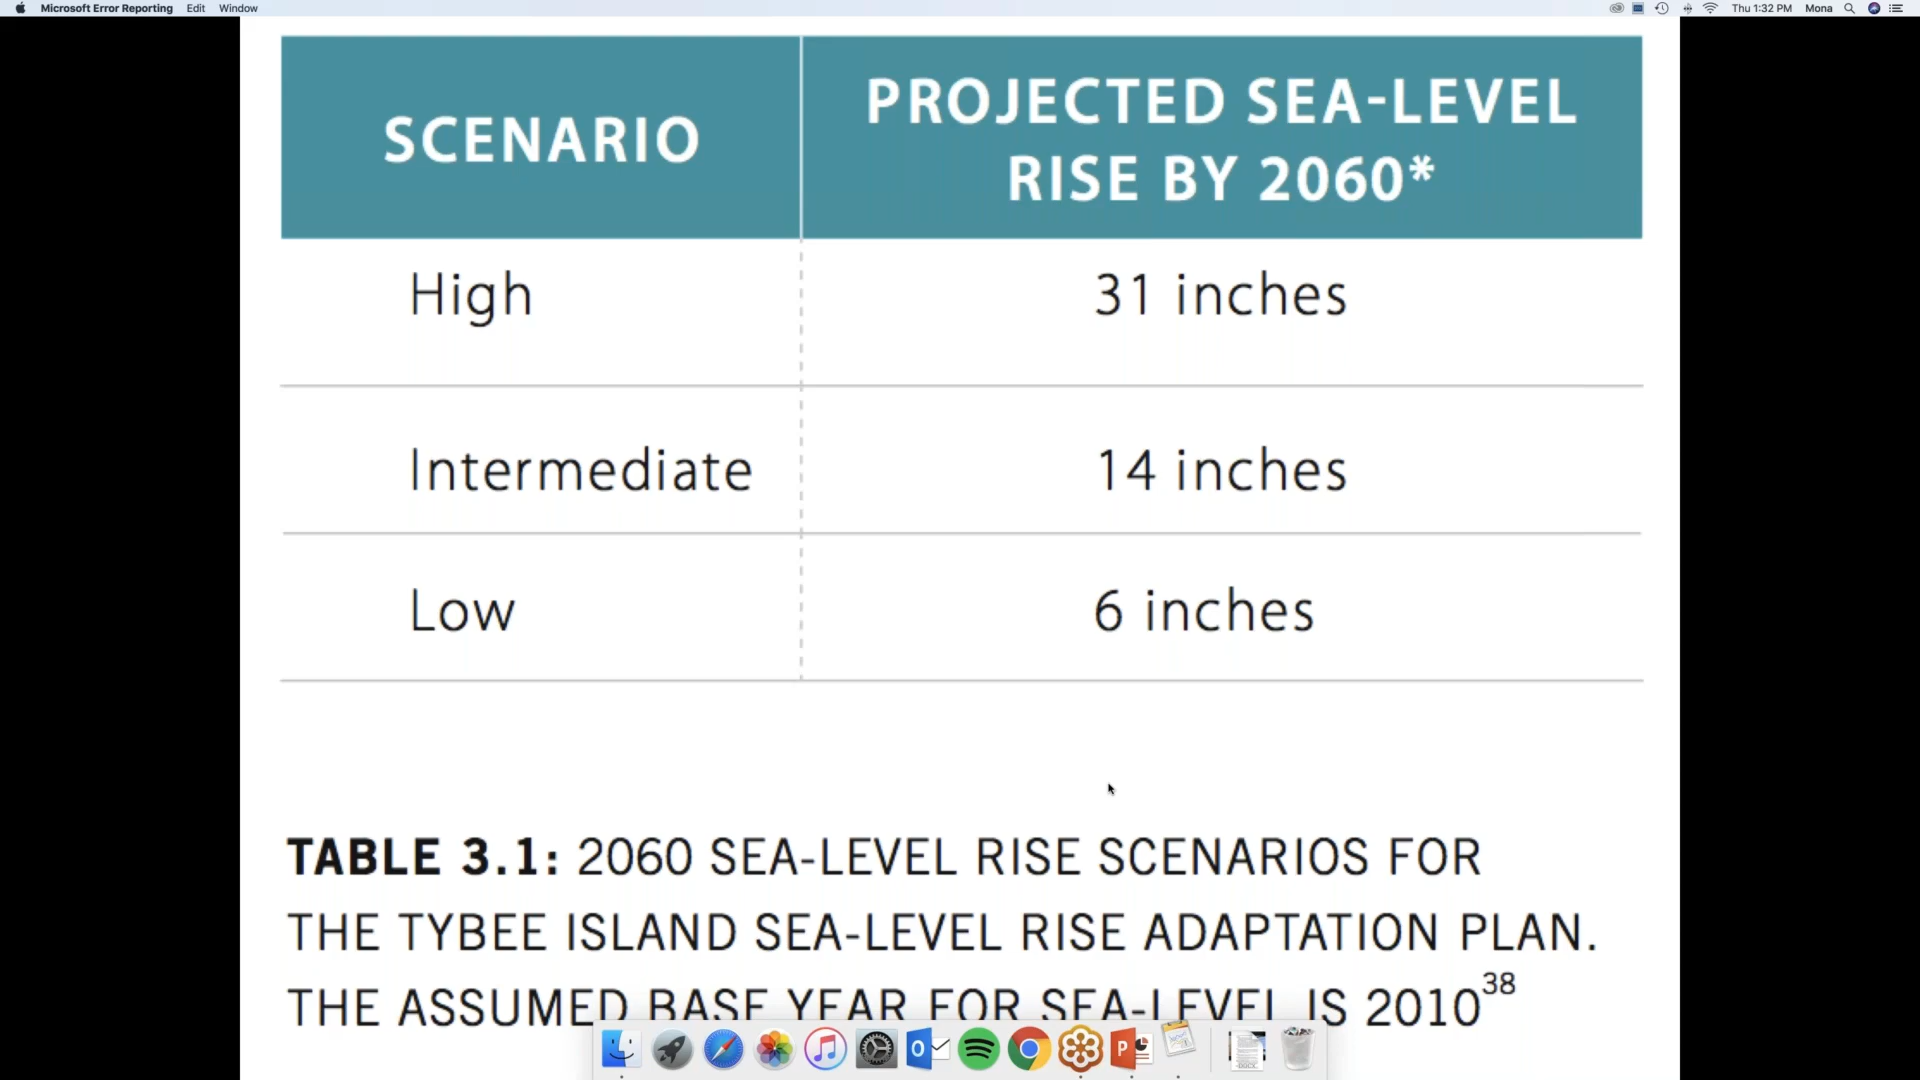 Microsoft Error Reporting Edit Window Thu 1:32 PM Mona
SCENARIO
PROJECTED SEA-LEVEL
RISE BY 2060*
High 31 inches
Intermediate 14 inches
Low 6 inches
TABLE 3.1: 2060 SEA-LEVEL RISE SCENARIOS FOR
THE TYBEE ISLAND SEA-LEVEL RISE ADAPTATION PLAN.
THE ASSUMED BASE YEAR FOR SEA-LEVEL IS 2010³⁸